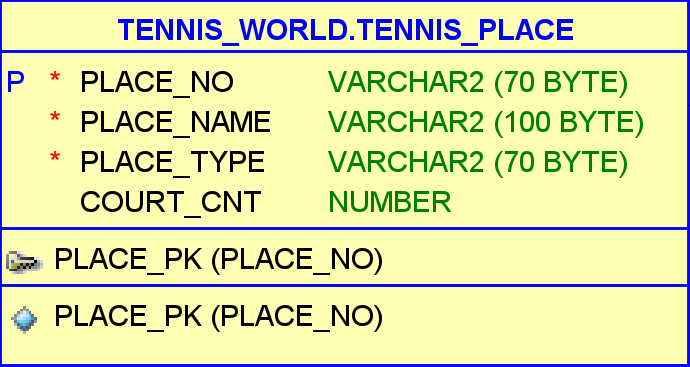 TENNIS_WORLD.TENNIS_PLACE
P * PLACE_NO VARCHAR2 (70 BYTE)
* PLACE_NAME VARCHAR2 (100 BYTE)
* PLACE_TYPE VARCHAR2 (70 BYTE)
COURT_CNT NUMBER
PLACE_PK (PLACE_NO)
PLACE_PK (PLACE_NO)